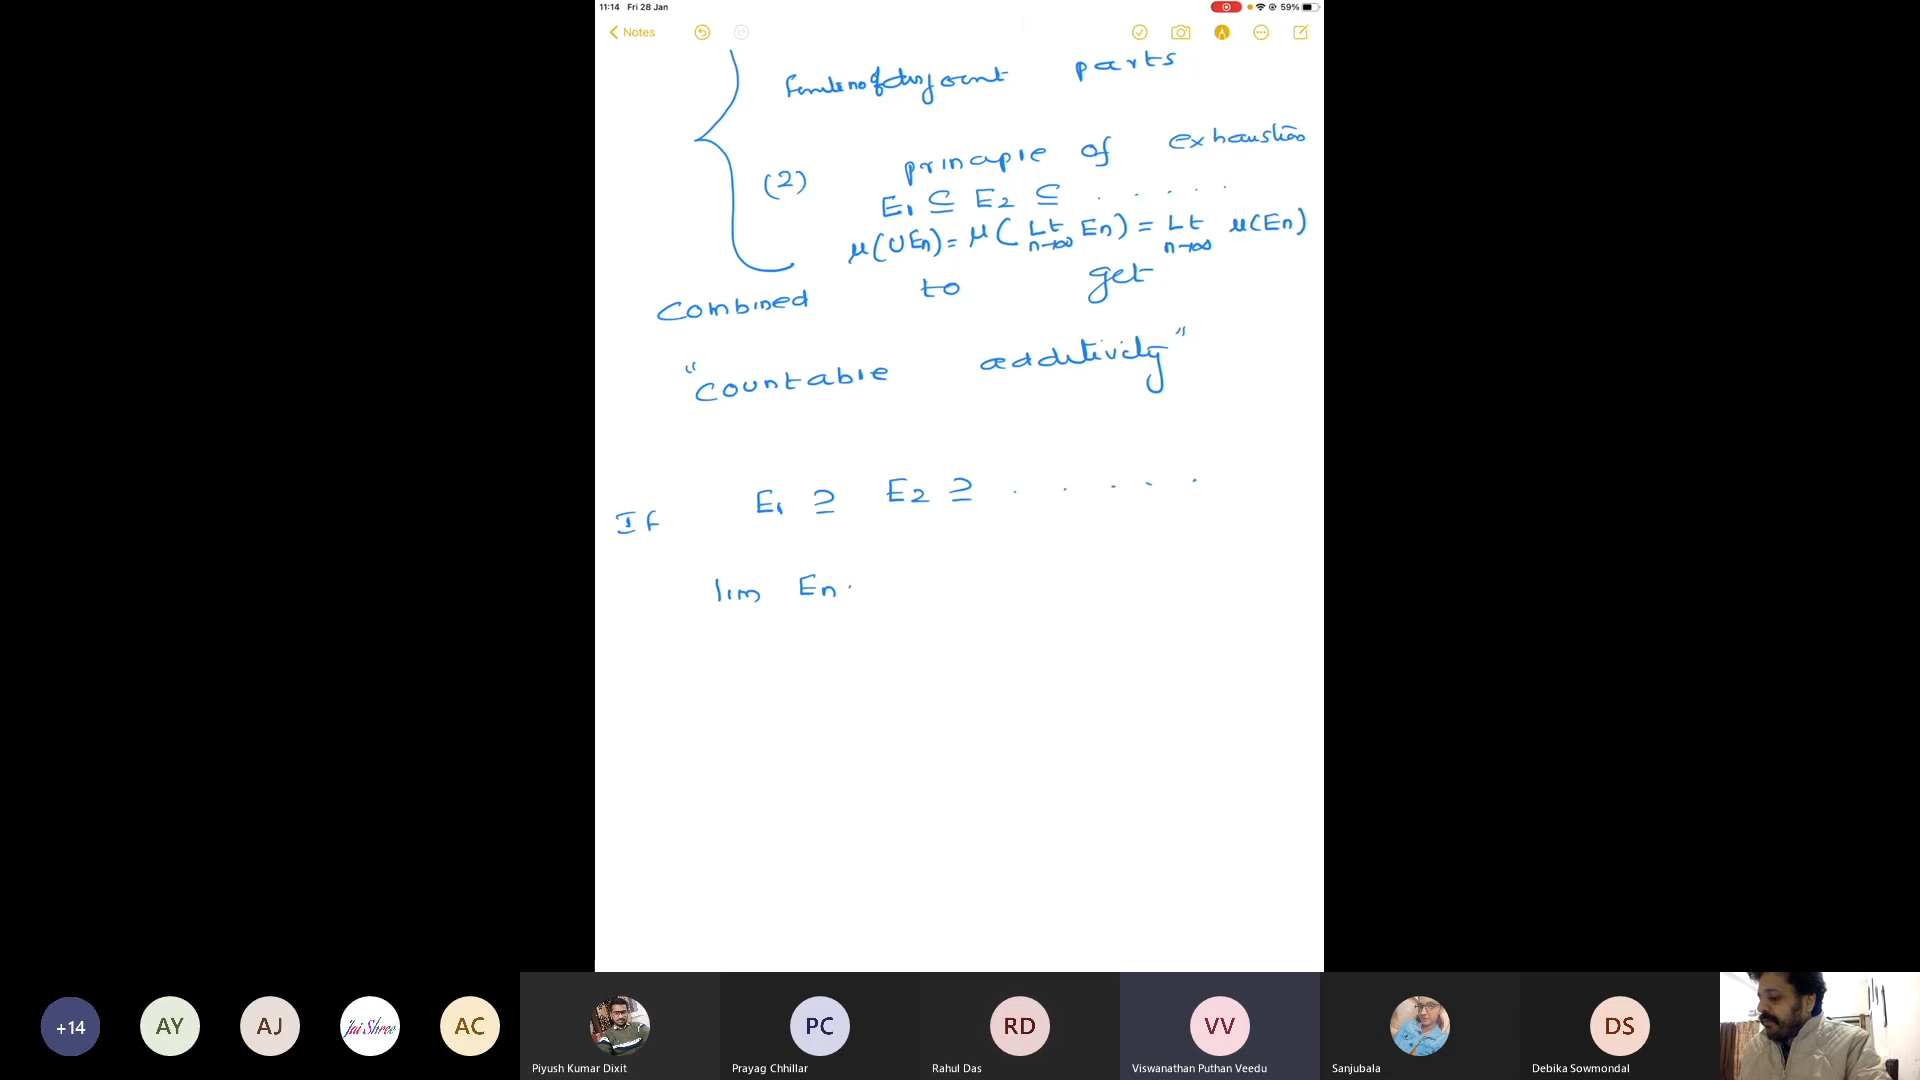 11:14 Fri 28 Jan 59%
Notes
Finite no of disjoint parts
(2) principle of exhaustion
E₁ ⊆ E₂ ⊆ . . . . .
μ(∪En) = μ( Lt n→∞ En) = Lt n→∞ μ(En)
Combined to get
"Countable additivity"
If E₁ ⊇ E₂ ⊇ . . . . .
lim En.
+14 AY AJ Jai Shree AC PC RD VV DS
Piyush Kumar Dixit Prayag Chhillar Rahul Das Viswanathan Puthan Veedu Sanjubala Debika Sowmondal